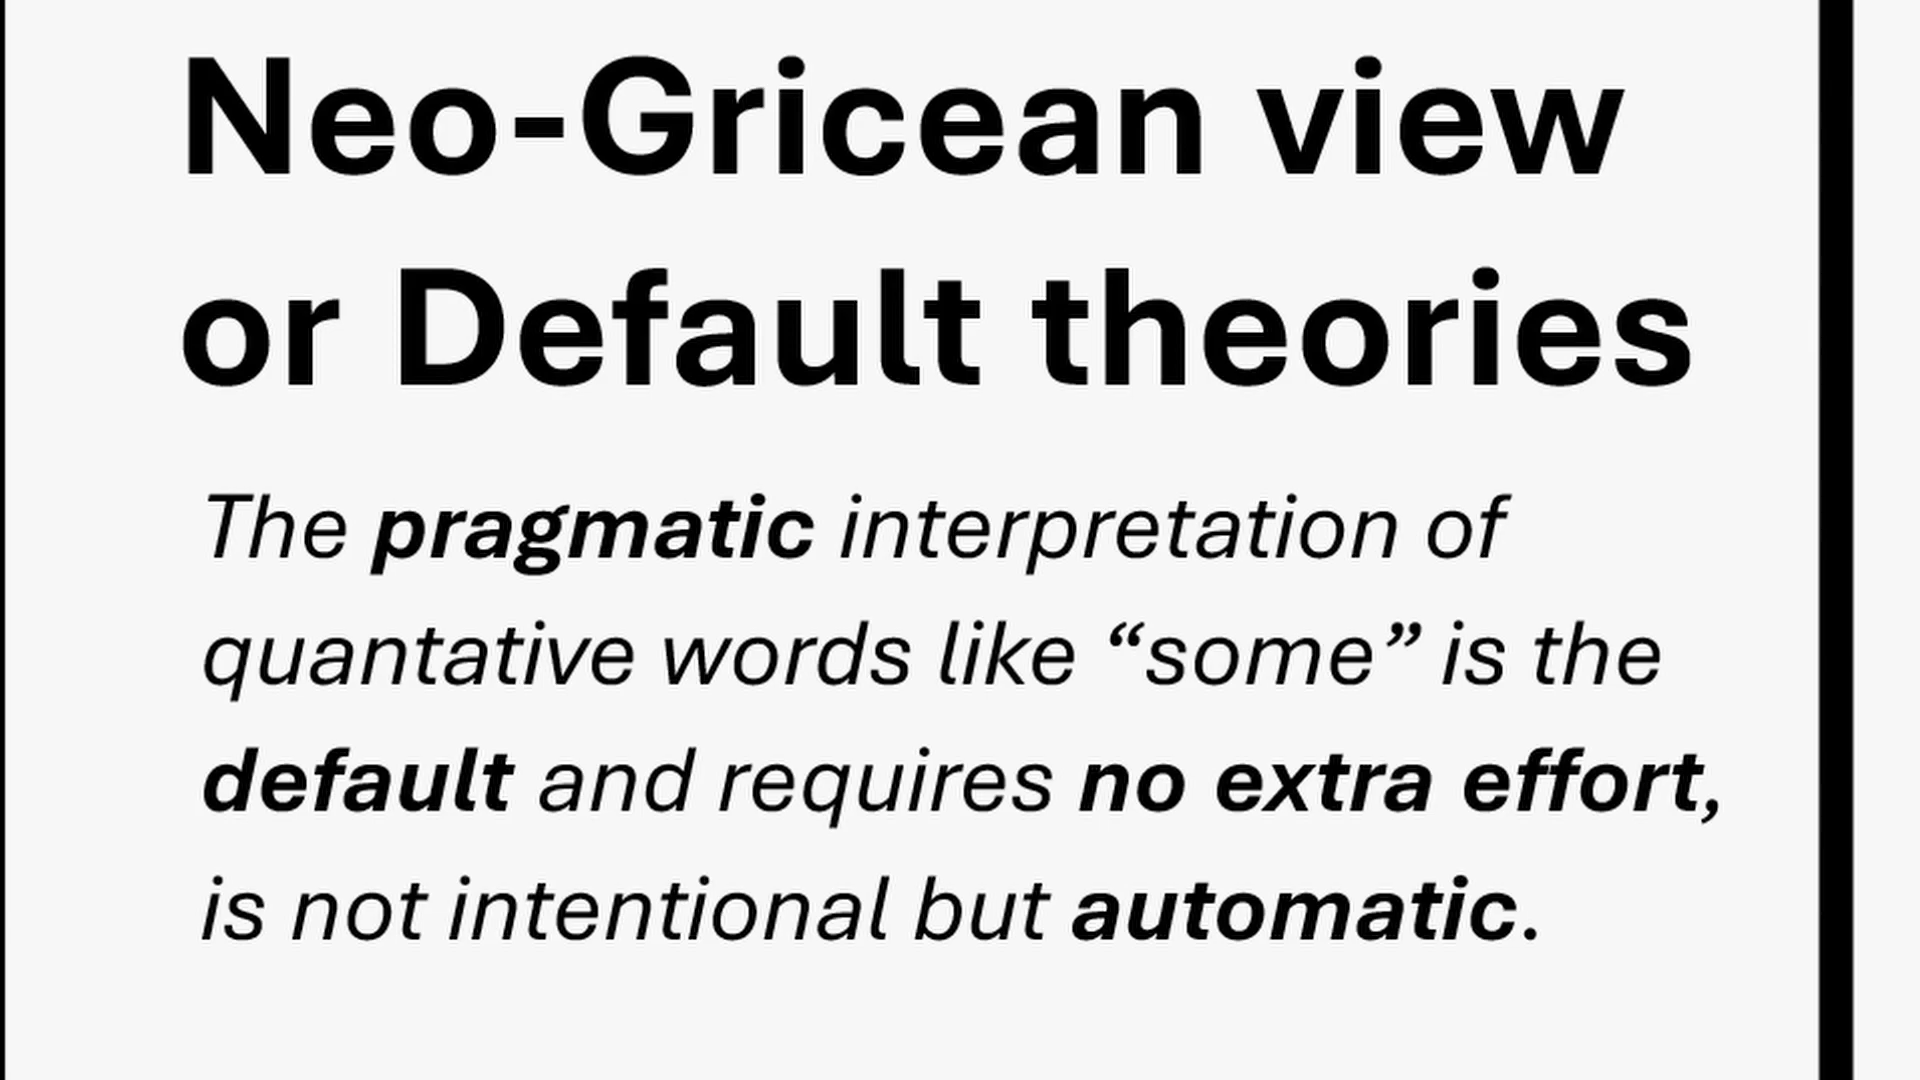 Neo-Gricean view
or Default theories
The pragmatic interpretation of
quantative words like “some” is the
default and requires no extra effort,
is not intentional but automatic.